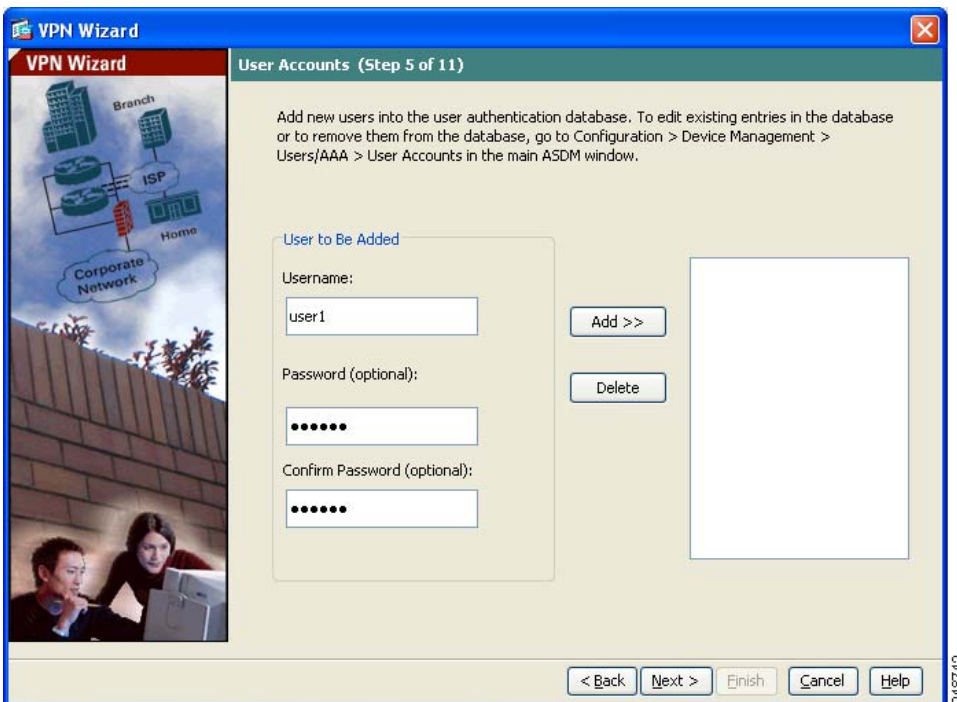 VPN Wizard
VPN Wizard
Branch
ISP
Home
Corporate
Network
User Accounts (Step 5 of 11)
Add new users into the user authentication database. To edit existing entries in the database
or to remove them from the database, go to Configuration > Device Management >
Users/AAA > User Accounts in the main ASDM window.
User to Be Added
Username:
user1
Password (optional):
••••••
Confirm Password (optional):
••••••
Add >>
Delete
< Back
Next >
Finish
Cancel
Help